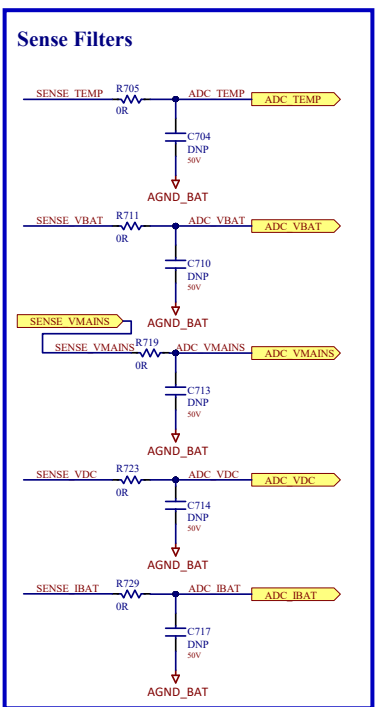 Sense Filters
SENSE_TEMP R705 ADC_TEMP ADC_TEMP
0R
C704
DNP
50V
AGND_BAT
SENSE_VBAT R711 ADC_VBAT ADC_VBAT
0R
C710
DNP
50V
AGND_BAT
SENSE_VMAINS
SENSE_VMAINS R719 ADC_VMAINS ADC_VMAINS
0R
C713
DNP
50V
AGND_BAT
SENSE_VDC R723 ADC_VDC ADC_VDC
0R
C714
DNP
50V
AGND_BAT
SENSE_IBAT R729 ADC_IBAT ADC_IBAT
0R
C717
DNP
50V
AGND_BAT